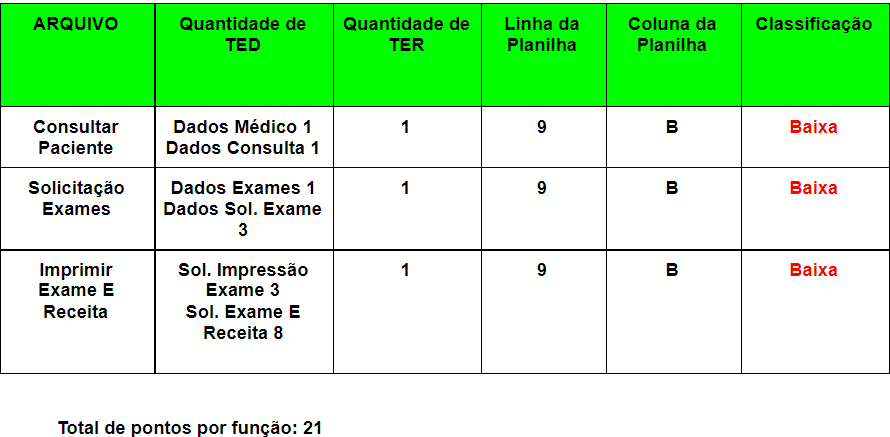 ARQUIVO
Quantidade de
TED
Quantidade de
TER
Linha da
Planilha
Coluna da
Planilha
Classificação
Consultar
Paciente
Dados Médico 1
Dados Consulta 1
1
9
B
Baixa
Solicitação
Exames
Dados Exames 1
Dados Sol. Exame
3
1
9
B
Baixa
Imprimir
Exame E
Receita
Sol. Impressão
Exame 3
Sol. Exame E
Receita 8
1
9
B
Baixa
Total de pontos por função: 21